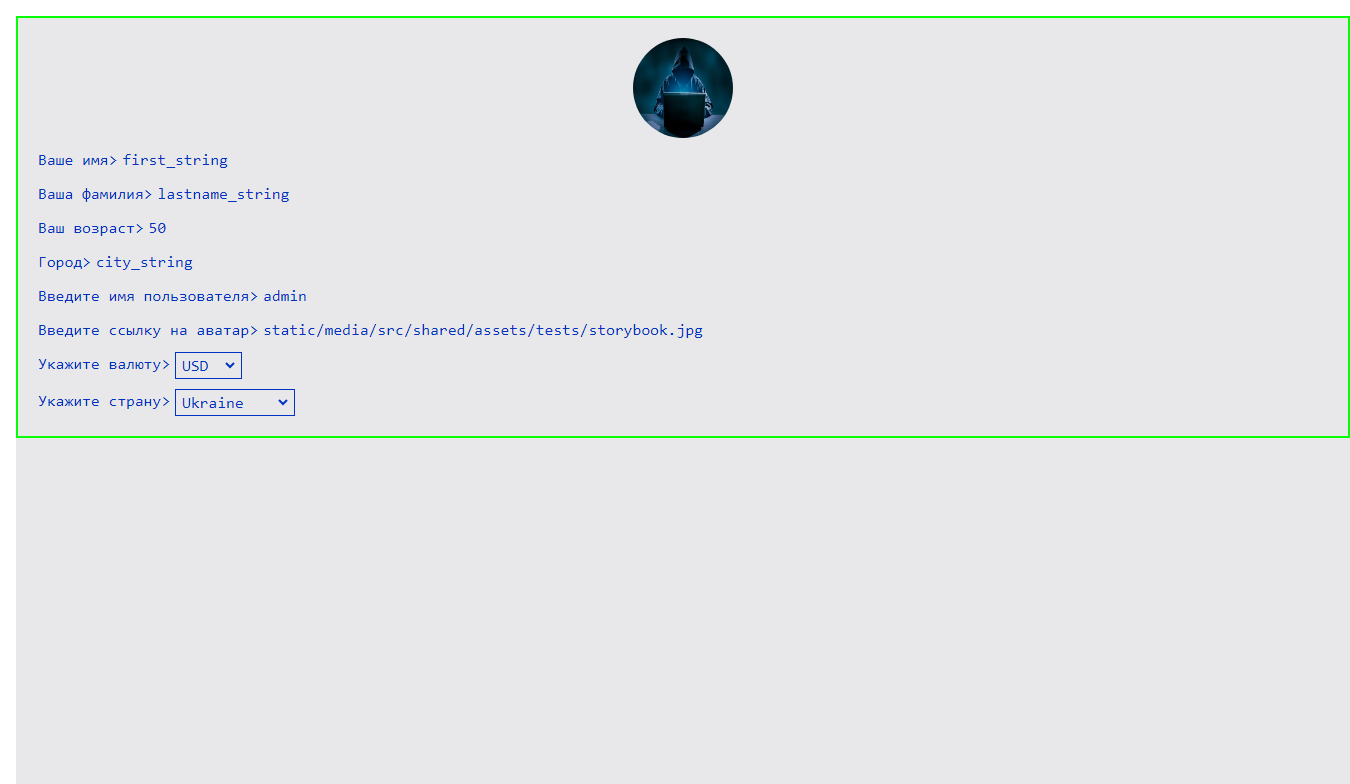 Ваше имя> first_string
Ваша фамилия> lastname_string
Ваш возраст> 50
Город> city_string
Введите имя пользователя> admin
Введите ссылку на аватар> static/media/src/shared/assets/tests/storybook.jpg
Укажите валюту> USD
Укажите страну> Ukraine